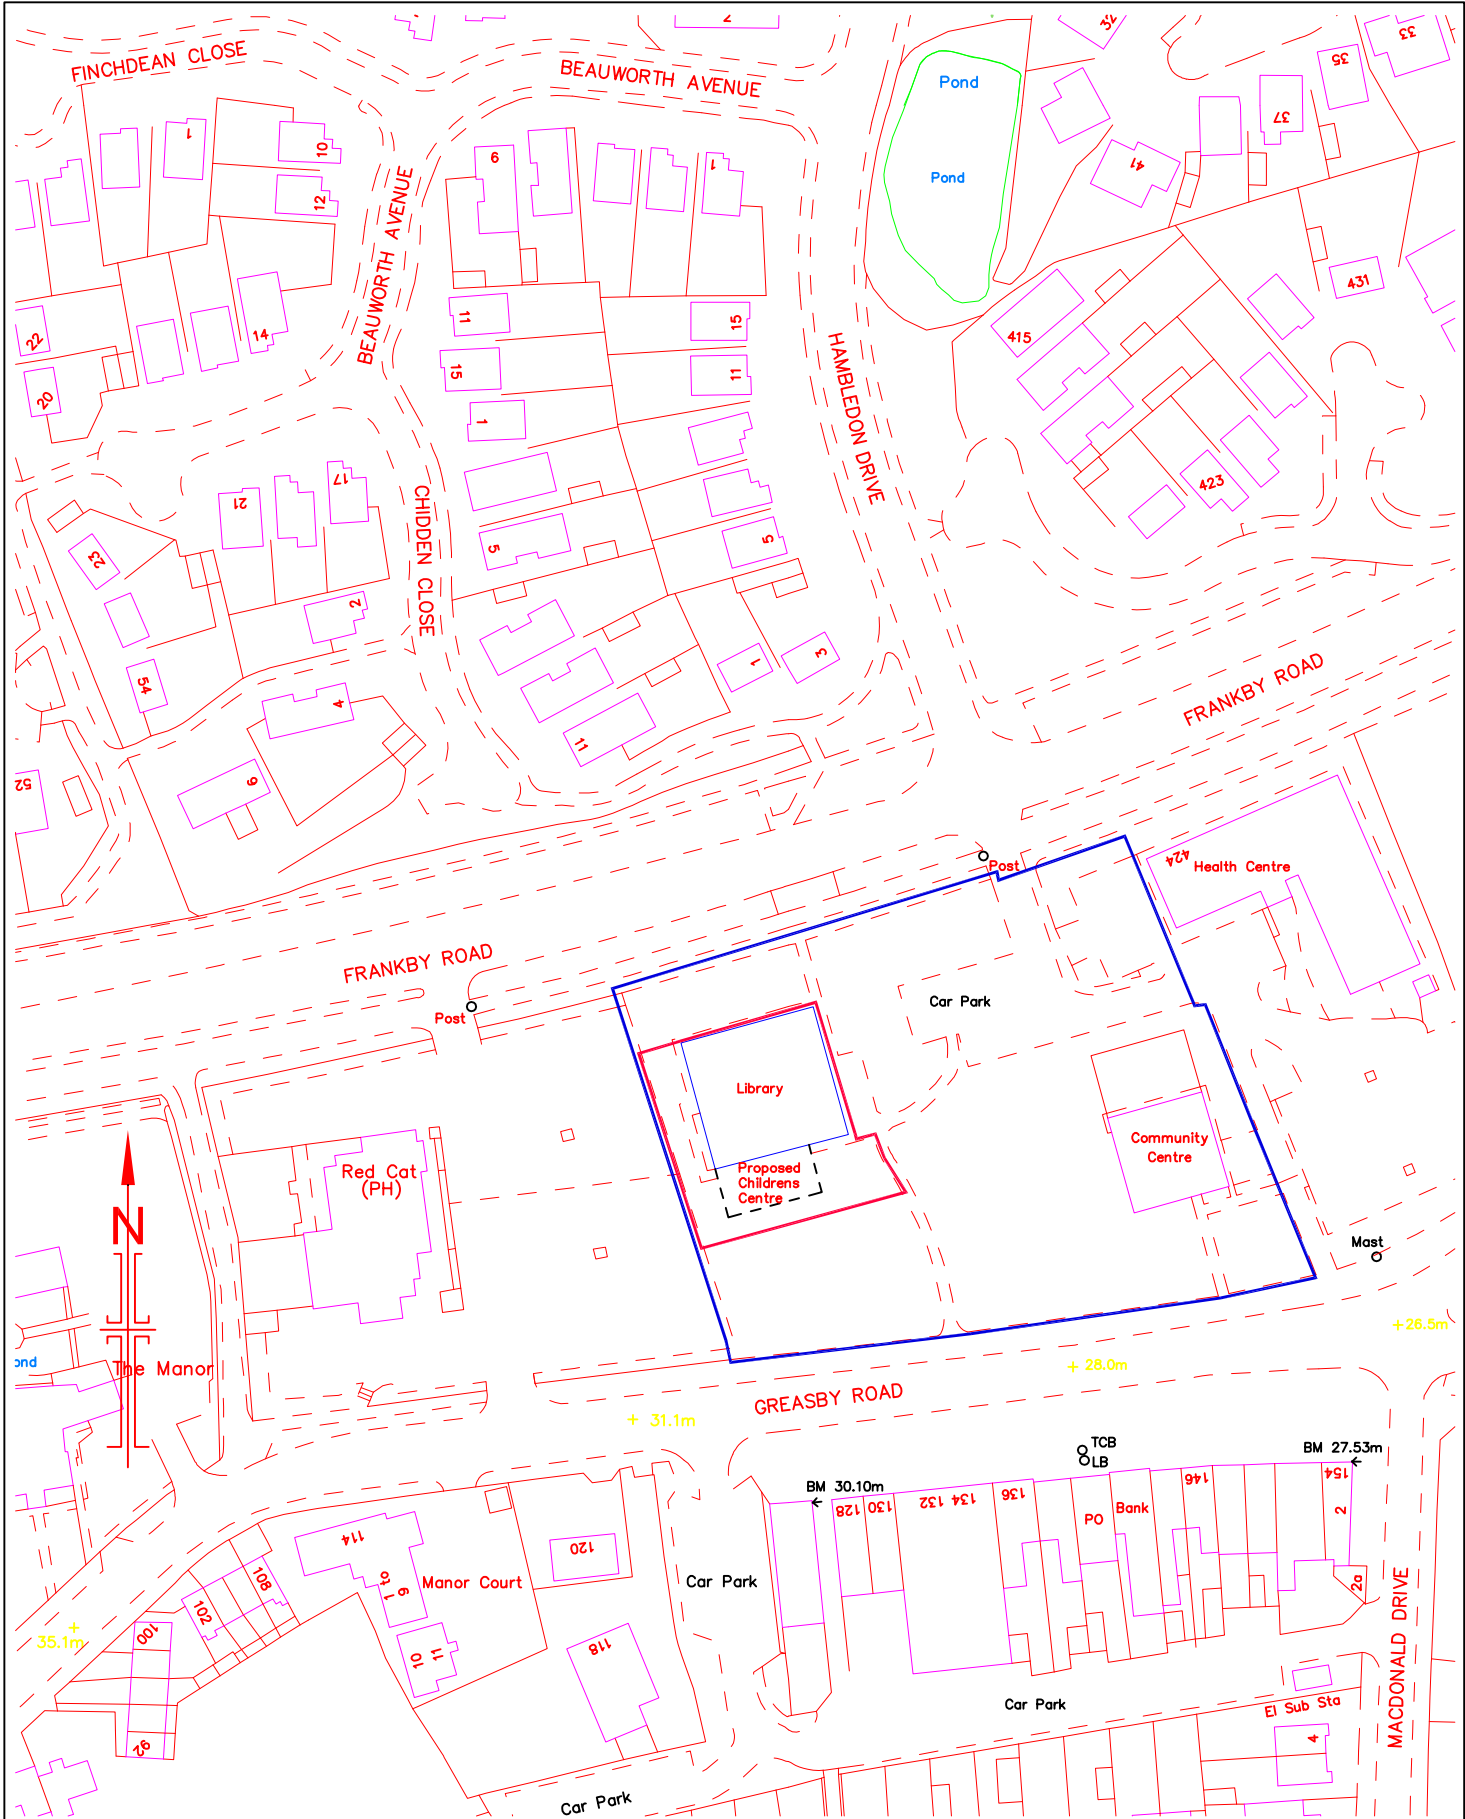 2
32
33
FINCHDEAN CLOSE
BEAUWORTH AVENUE
Pond
35
37
1
10
6
1
41
Pond
12
BEAUWORTH AVENUE
22
14
11
15
415
431
20
15
11
HAMBLEDON DRIVE
1
21
17
CHIDDEN CLOSE
423
23
5
5
2
54
4
1
3
FRANKBY ROAD
52
6
11
424
Health Centre
Post
FRANKBY ROAD
Car Park
Post
Library
Community
Centre
Red Cat
(PH)
Proposed
Childrens
Centre
N
Mast
+26.5m
ond
The Manor
+ 28.0m
GREASBY ROAD
+ 31.1m
TCB
LB
BM 27.53m
BM 30.10m
128
130
132
134
136
PO
Bank
146
154
2
114
120
108
1 to 9
Manor Court
Car Park
2a
102
100
+
35.1m
10
11
118
MACDONALD DRIVE
Car Park
El Sub Sta
92
4
Car Park